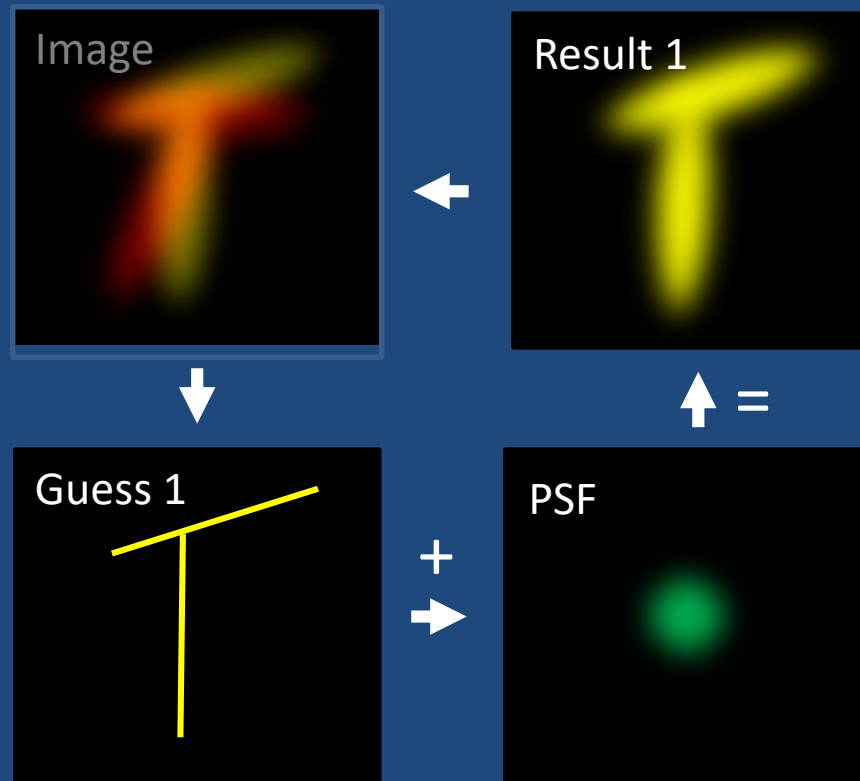 Image
Result 1
=
Guess 1
+
PSF